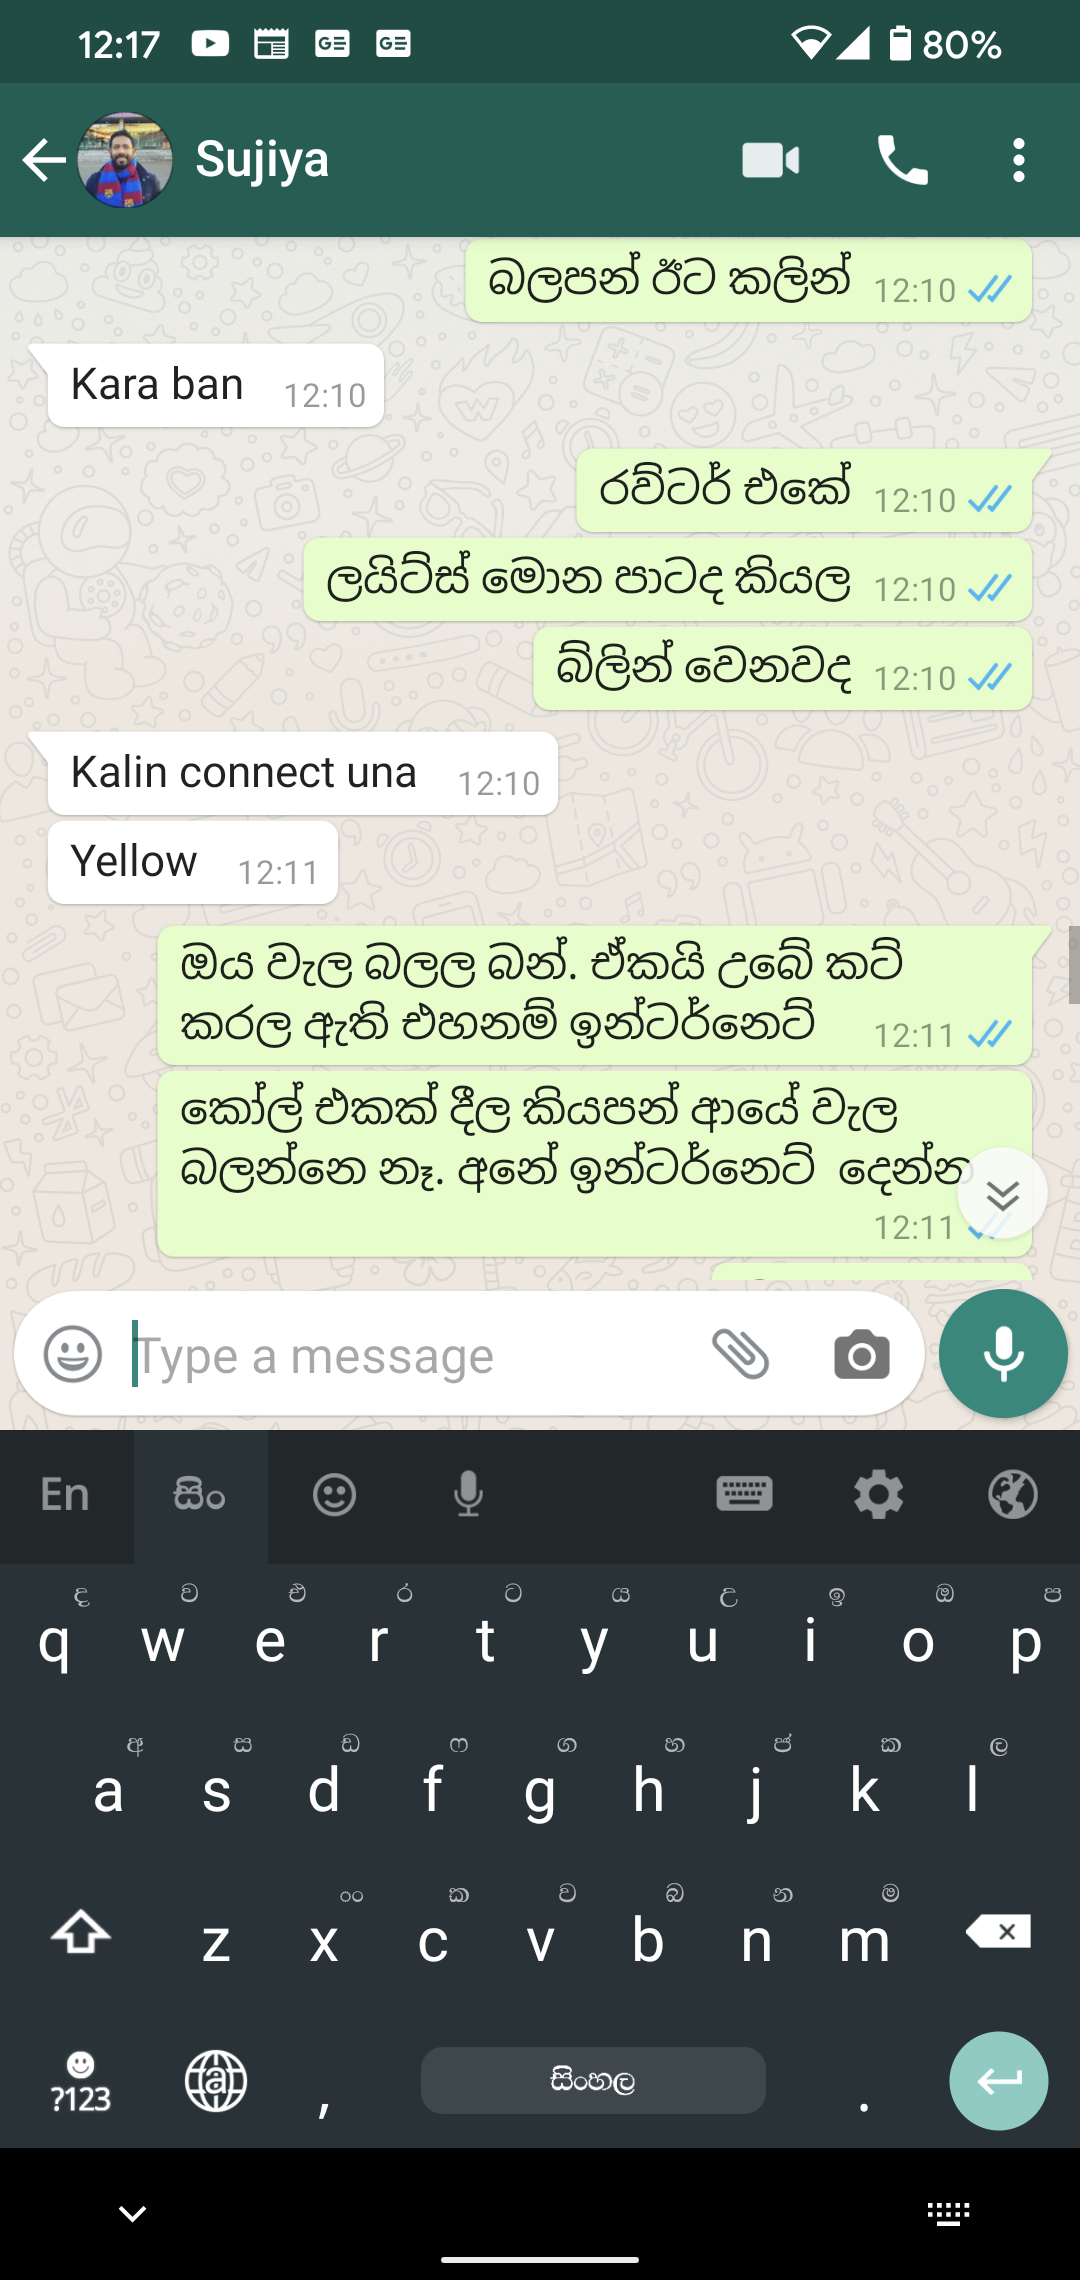 12:17 GE GE 80%
Sujiya
බලපන් ඊට කලින් 12:10
Kara ban 12:10
රව්ටර් එකේ 12:10
ලයිට්ස් මොන පාටද කියල 12:10
බ්ලින් වෙනවද 12:10
Kalin connect una 12:10
Yellow 12:11
ඔය වැල බලල බන්. ඒකයි උබේ කට්
කරල ඇති එහනම් ඉන්ටර්නෙට් 12:11
කෝල් එකක් දීල කියපන් ආයේ වැල
බලන්නෙ නෑ. අනේ ඉන්ටර්නෙට් දෙන්න
12:11
Type a message
En සිං
ද ව එ ර ට ය උ ඉ ඔ ප
q w e r t y u i o p
අ ස ඩ ෆ ග හ ජ් ක ල
a s d f g h j k l
ං ක ව බ න ම
z x c v b n m
?123 a , සිංහල .